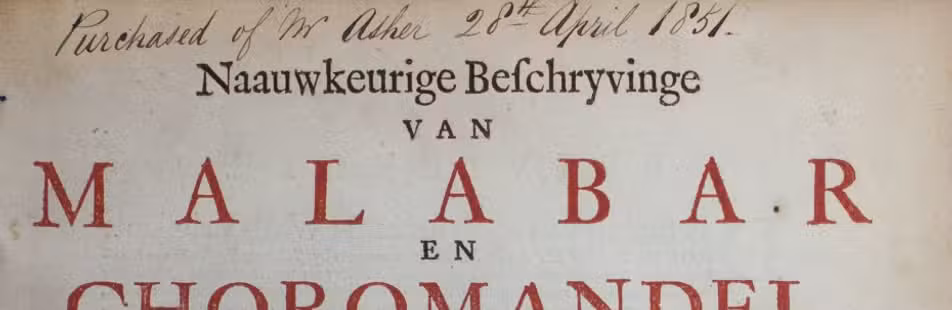 Purchased of Mr Asher 28th April 1851.
Naauwkeurige Beſchryvinge
VAN
MALABAR
EN
CHOROMANDEL